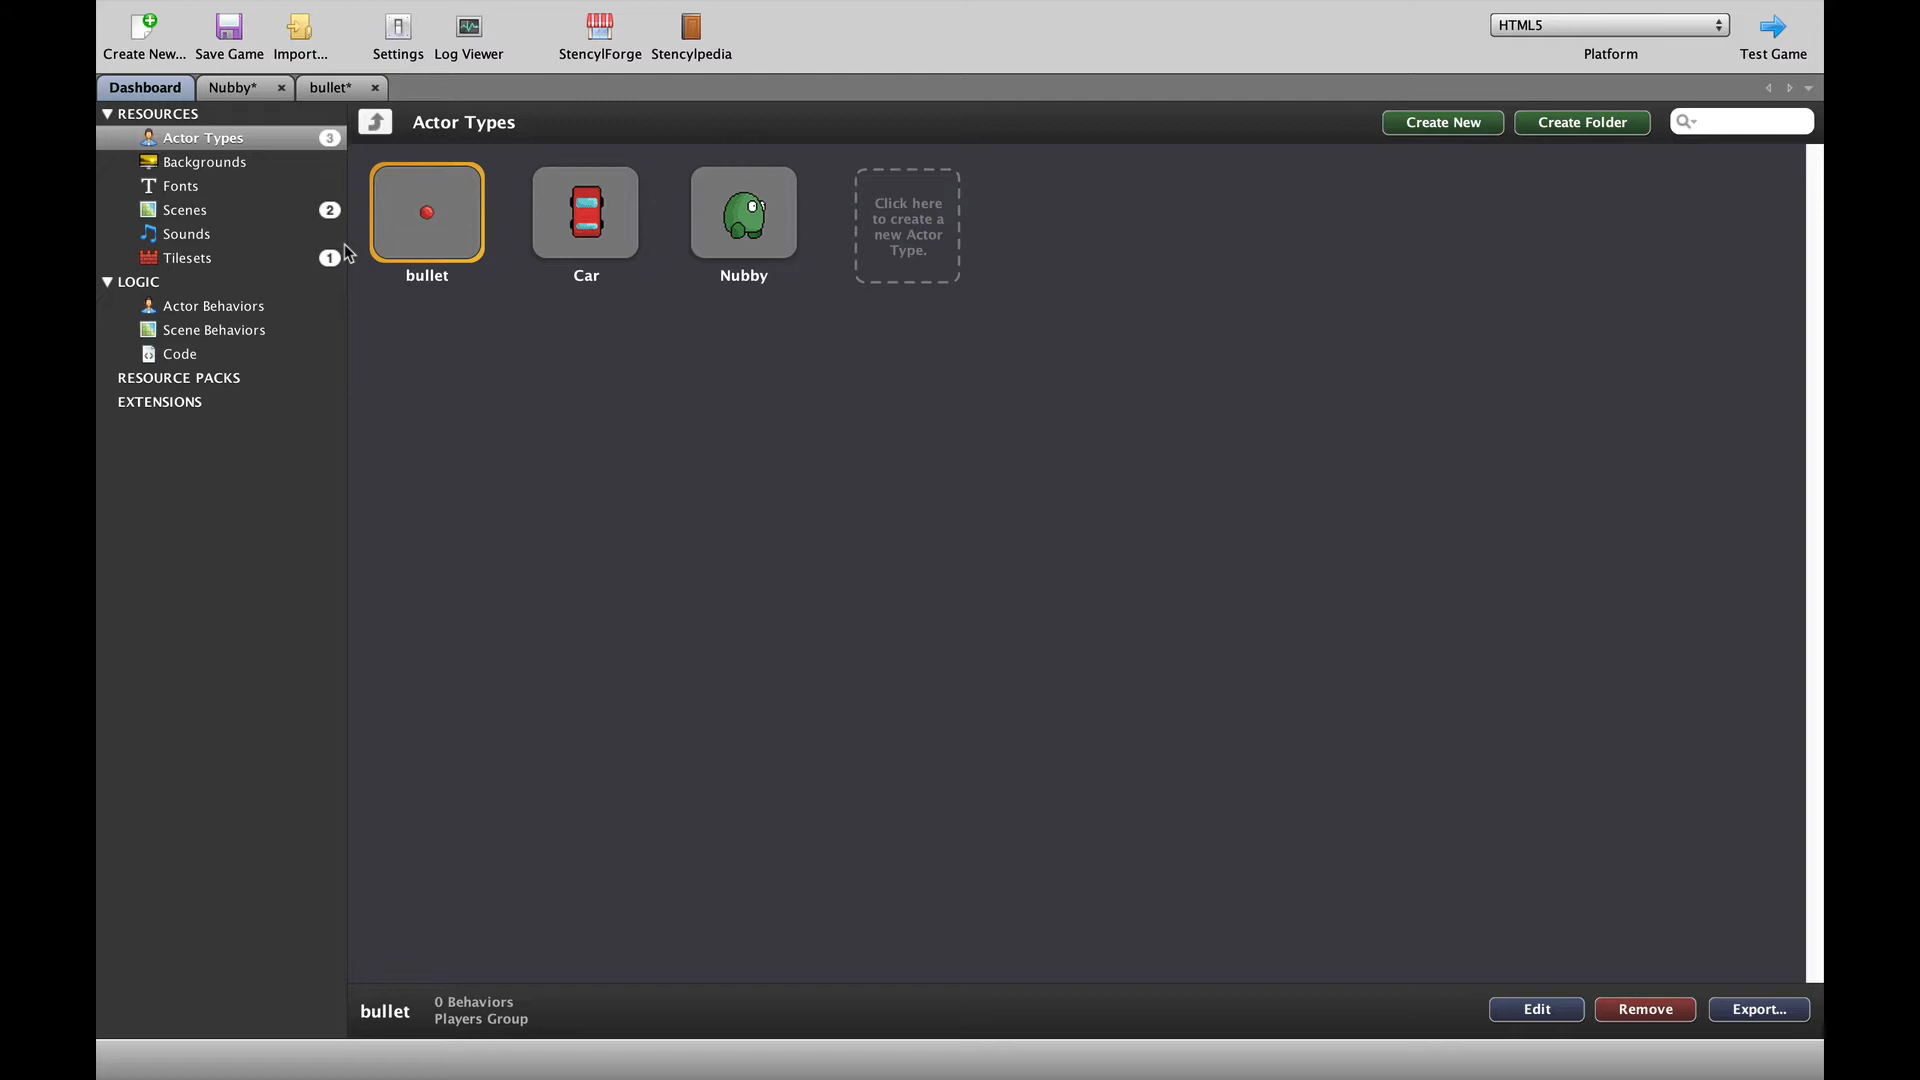 Create New... Save Game Import... Settings Log Viewer StencylForge Stencylpedia HTML5 Platform Test Game
Dashboard Nubby* bullet*
RESOURCES
Actor Types 3
Backgrounds
Fonts
Scenes 2
Sounds
Tilesets 1
LOGIC
Actor Behaviors
Scene Behaviors
Code
RESOURCE PACKS
EXTENSIONS
Actor Types Create New Create Folder
bullet
Car
Nubby
Click here
to create a
new Actor
Type.
bullet
0 Behaviors
Players Group
Edit Remove Export...